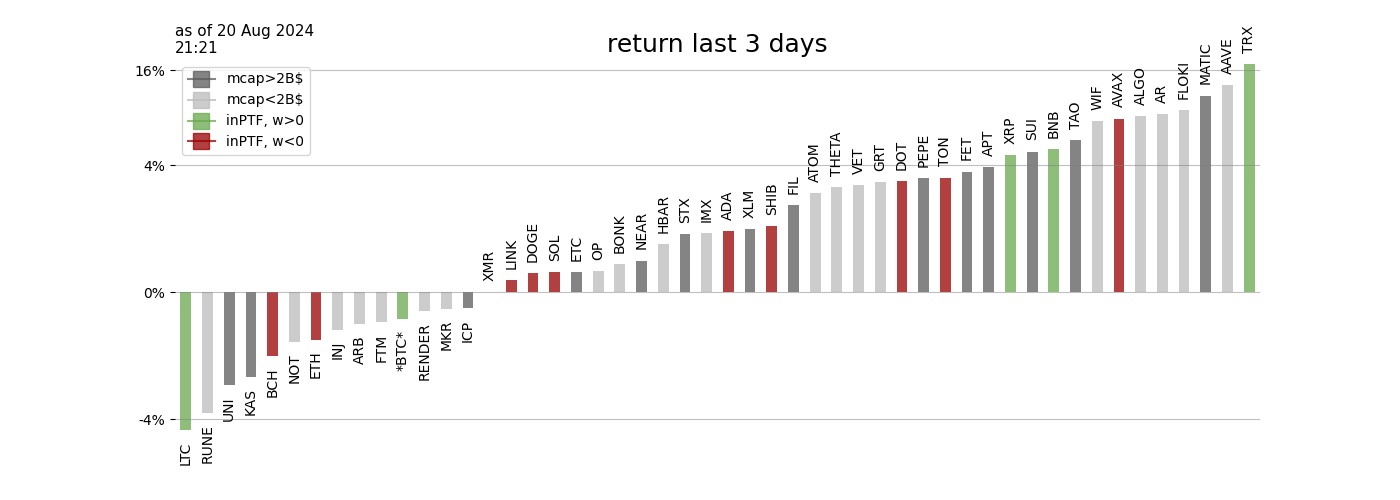 as of 20 Aug 2024
21:21
return last 3 days
16%
4%
0%
-4%
mcap>2B$
mcap<2B$
inPTF, w>0
inPTF, w<0
LTC
RUNE
UNI
KAS
BCH
NOT
ETH
INJ
ARB
FTM
*BTC*
RENDER
MKR
ICP
XMR
LINK
DOGE
SOL
ETC
OP
BONK
NEAR
HBAR
STX
IMX
ADA
XLM
SHIB
FIL
ATOM
THETA
VET
GRT
DOT
PEPE
TON
FET
APT
XRP
SUI
BNB
TAO
WIF
AVAX
ALGO
AR
FLOKI
MATIC
AAVE
TRX